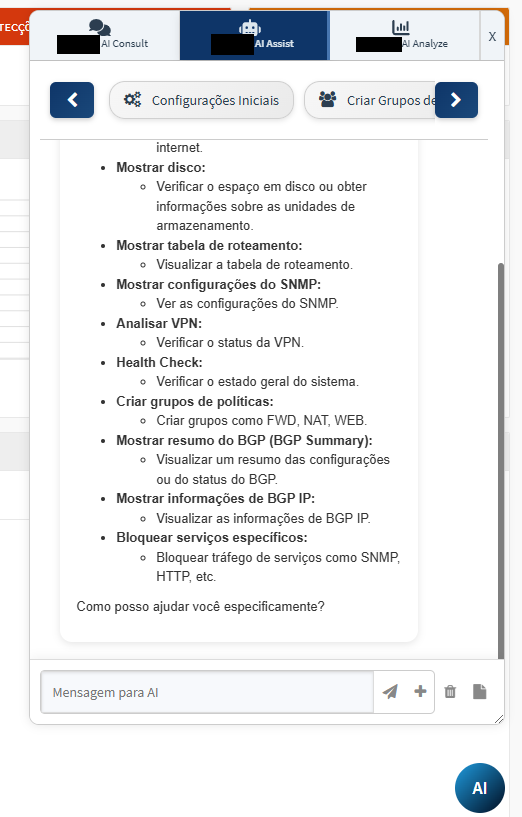 TECÇÕ
AI Consult
AI Assist
AI Analyze
X
Configurações Iniciais
Criar Grupos de
internet.
• Mostrar disco:
◦ Verificar o espaço em disco ou obter
informações sobre as unidades de
armazenamento.
• Mostrar tabela de roteamento:
◦ Visualizar a tabela de roteamento.
• Mostrar configurações do SNMP:
◦ Ver as configurações do SNMP.
• Analisar VPN:
◦ Verificar o status da VPN.
• Health Check:
◦ Verificar o estado geral do sistema.
• Criar grupos de políticas:
◦ Criar grupos como FWD, NAT, WEB.
• Mostrar resumo do BGP (BGP Summary):
◦ Visualizar um resumo das configurações
ou do status do BGP.
• Mostrar informações de BGP IP:
◦ Visualizar as informações de BGP IP.
• Bloquear serviços específicos:
◦ Bloquear tráfego de serviços como SNMP,
HTTP, etc.
Como posso ajudar você especificamente?
Mensagem para AI
AI